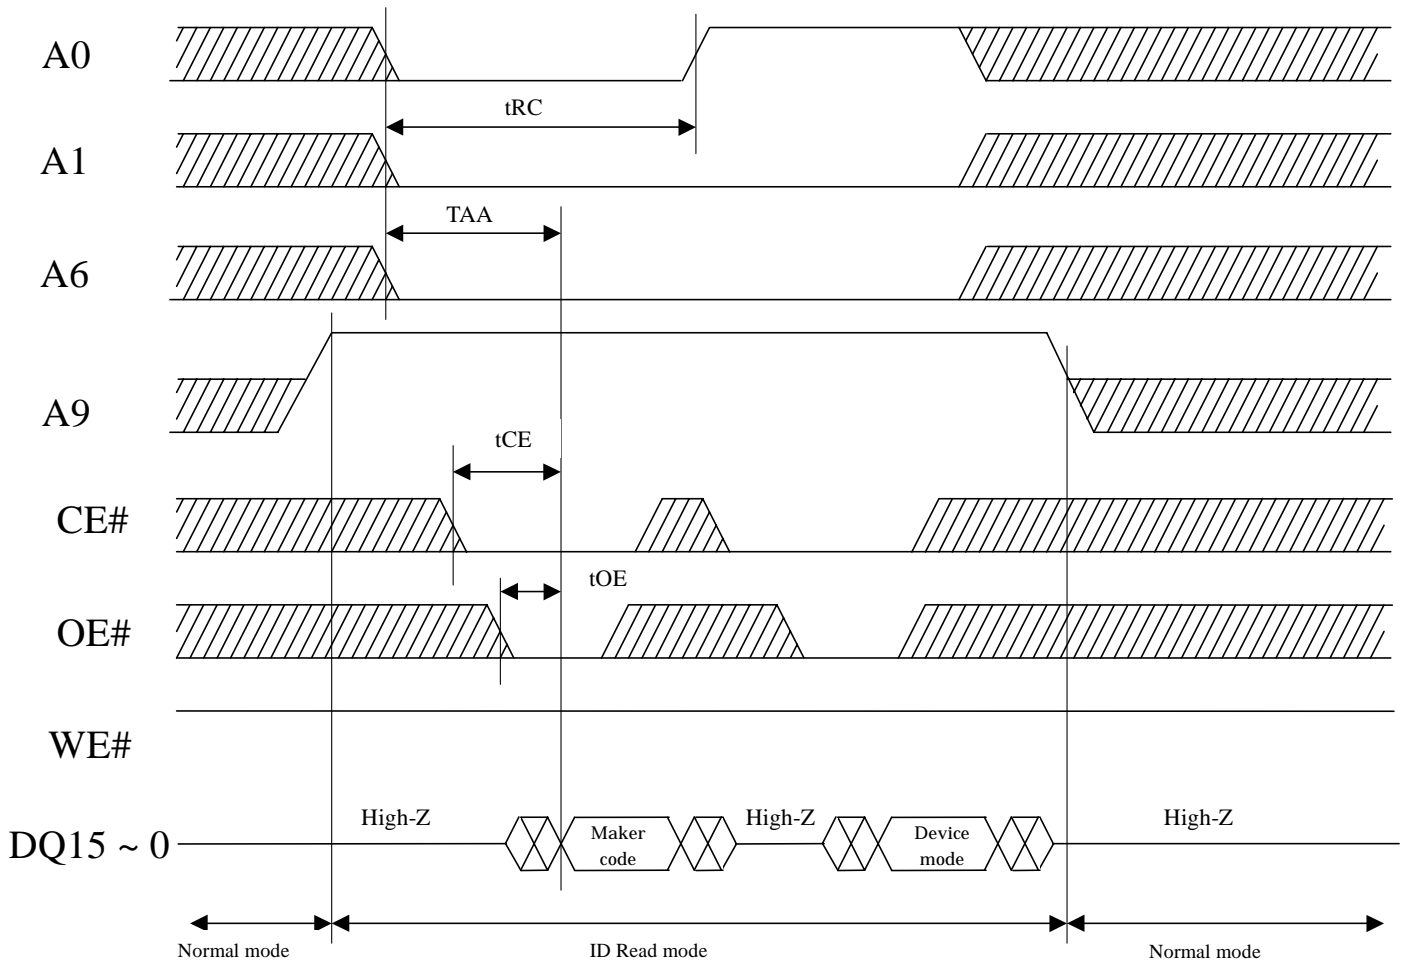 A0
tRC
A1
TAA
A6
A9
tCE
CE#
tOE
OE#
WE#
High-Z High-Z High-Z
DQ15 ~ 0
Maker Device
code mode
Normal mode ID Read mode Normal mode